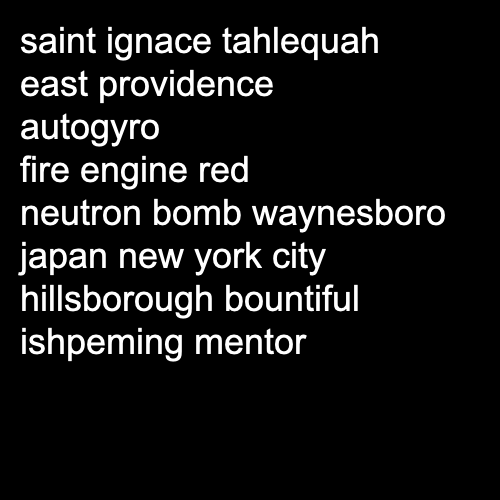 saint ignace tahlequah
east providence
autogyro
fire engine red
neutron bomb waynesboro
japan new york city
hillsborough bountiful
ishpeming mentor